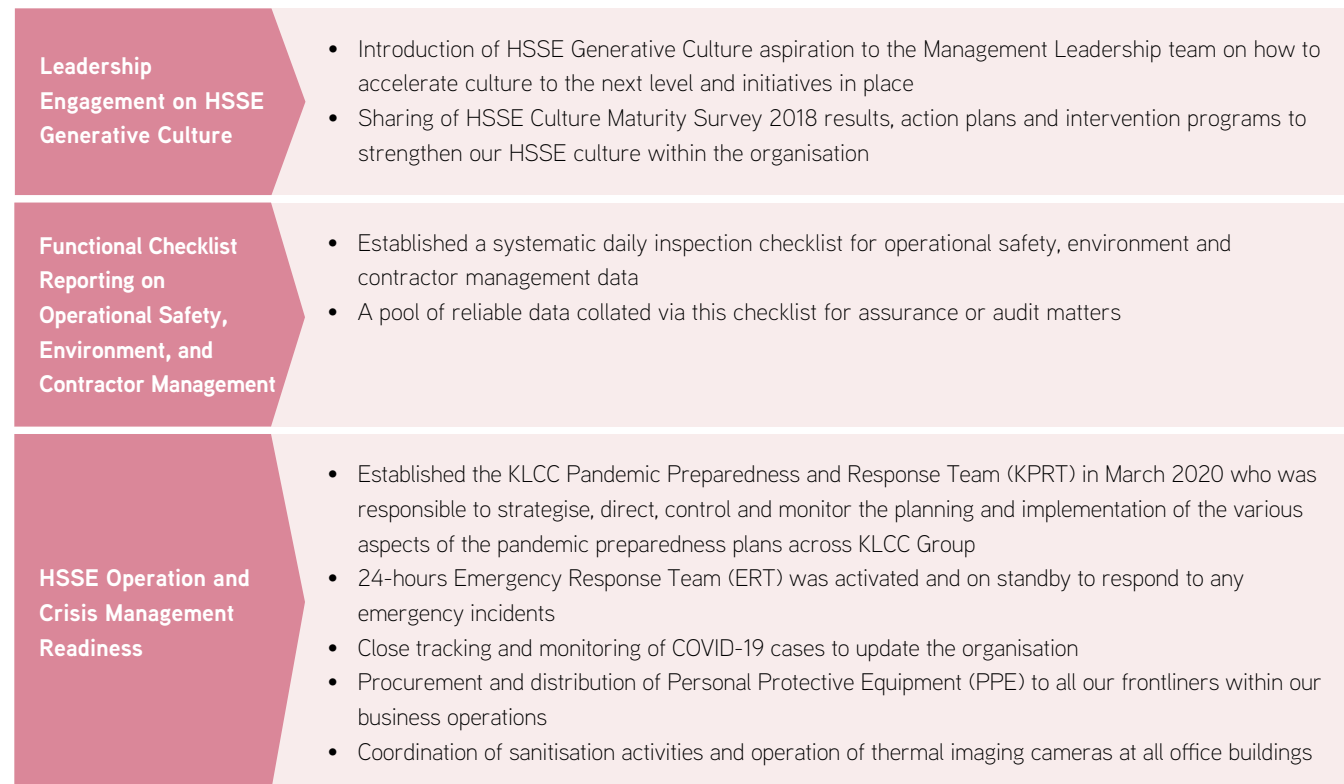 Leadership
Engagement on HSSE
Generative Culture
• Introduction of HSSE Generative Culture aspiration to the Management Leadership team on how to
accelerate culture to the next level and initiatives in place
• Sharing of HSSE Culture Maturity Survey 2018 results, action plans and intervention programs to
strengthen our HSSE culture within the organisation
Functional Checklist
Reporting on
Operational Safety,
Environment, and
Contractor Management
• Established a systematic daily inspection checklist for operational safety, environment and
contractor management data
• A pool of reliable data collated via this checklist for assurance or audit matters
HSSE Operation and
Crisis Management
Readiness
• Established the KLCC Pandemic Preparedness and Response Team (KPRT) in March 2020 who was
responsible to strategise, direct, control and monitor the planning and implementation of the various
aspects of the pandemic preparedness plans across KLCC Group
• 24-hours Emergency Response Team (ERT) was activated and on standby to respond to any
emergency incidents
• Close tracking and monitoring of COVID-19 cases to update the organisation
• Procurement and distribution of Personal Protective Equipment (PPE) to all our frontliners within our
business operations
• Coordination of sanitisation activities and operation of thermal imaging cameras at all office buildings